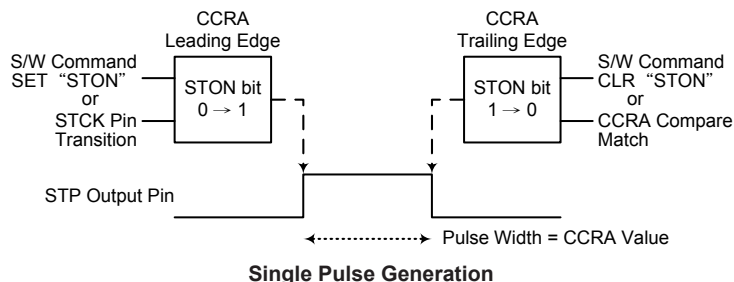 CCRA
Leading Edge
S/W Command
SET “STON”
or
STCK Pin
Transition
STON bit
0 → 1
CCRA
Trailing Edge
STON bit
1 → 0
S/W Command
CLR “STON”
or
CCRA Compare
Match
STP Output Pin
Pulse Width = CCRA Value
Single Pulse Generation